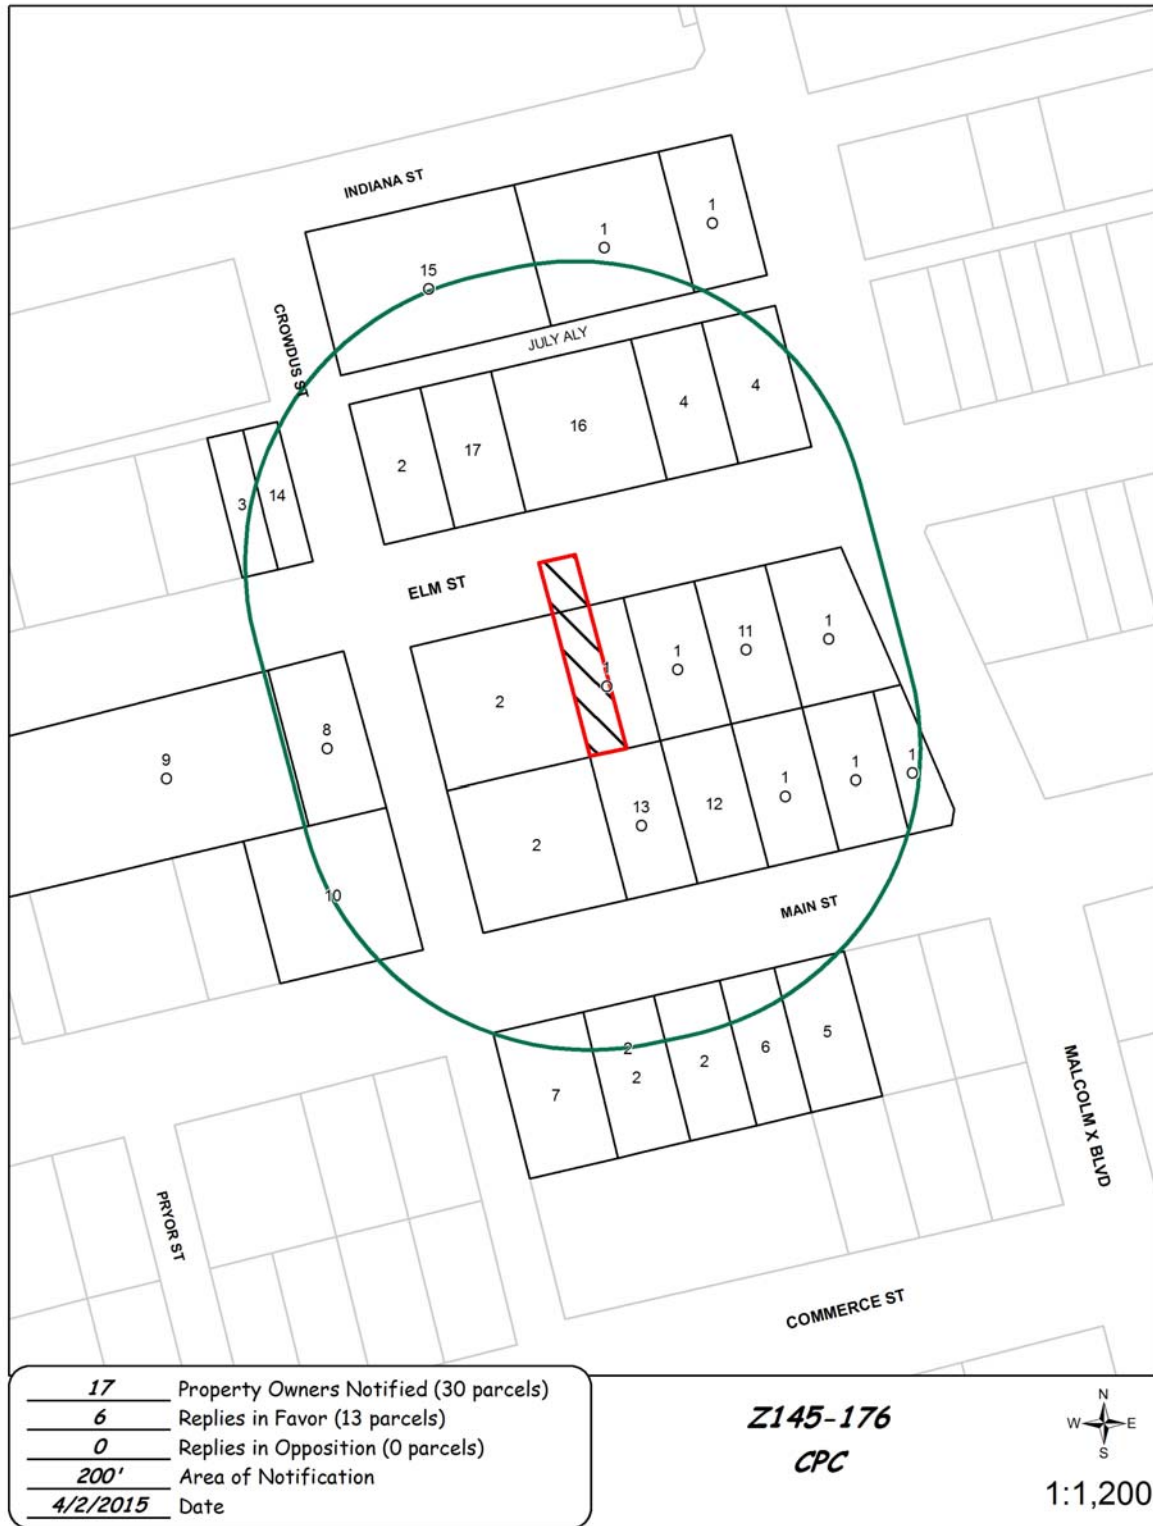 INDIANA ST
1
1
15
CROWDUS ST
JULY ALY
4
4
16
17
2
3
14
ELM ST
1
11
1
1
2
8
9
1
1
1
13
12
2
10
MAIN ST
2
2
2
6
5
7
MALCOLM X BLVD
PRYOR ST
COMMERCE ST
17 Property Owners Notified (30 parcels)
6 Replies in Favor (13 parcels)
0 Replies in Opposition (0 parcels)
200' Area of Notification
4/2/2015 Date
Z145-176
CPC
N
W E
S
1:1,200